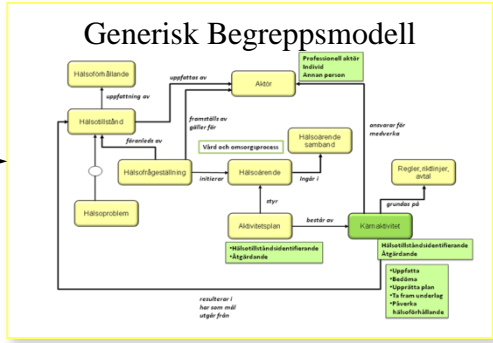 Generisk Begreppsmodell
Professionell aktör
Individ
Annan person
Hälsoförhållande
uppfattas av
Aktör
uppfattning av
Hälsotillstånd
framställs av
gäller för
ansvarar för
medverka
föranleds av
Hälsoärende
samband
Vård och omsorgsprocess
Regler, riktlinjer,
avtal
Hälsofrågeställning
initierar
Hälsoärende
Ingår i
grundas på
styr
Hälsoproblem
Aktivitetsplan
består av
Kärnaktivitet
•Hälsotillståndsidentifierande
•Åtgärdande
Hälsotillståndsidentifierande
Åtgärdande
•Uppfatta
•Bedöma
•Upprätta plan
•Ta fram underlag
•Påverka
hälsoförhållande
resulterar i
har som mål
utgår från